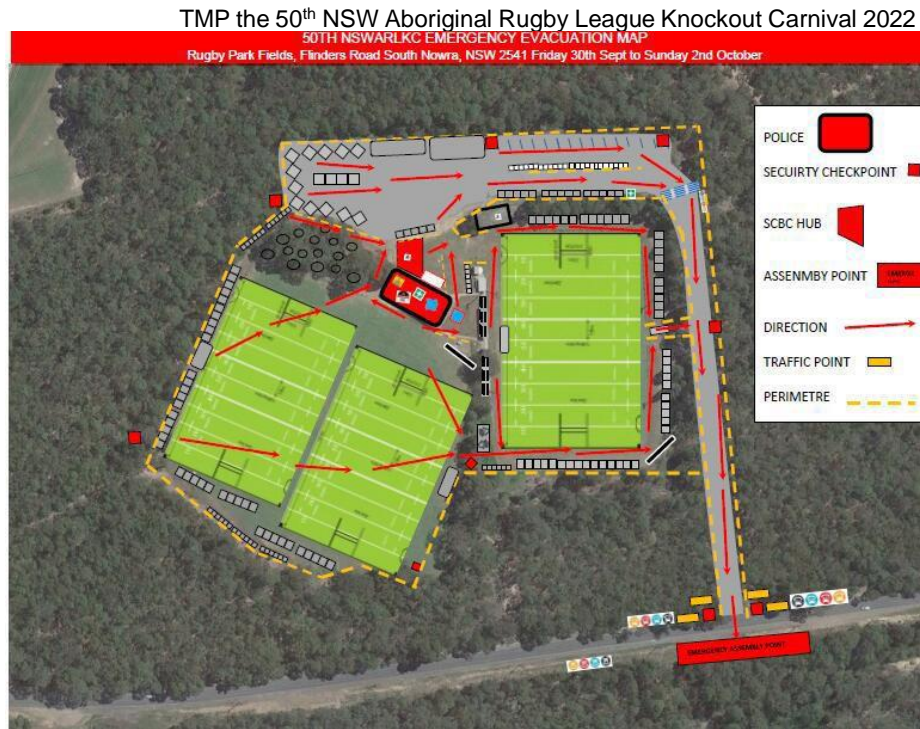 TMP the 50th NSW Aboriginal Rugby League Knockout Carnival 2022
50TH NSWARLKC EMERGENCY EVACUATION MAP
Rugby Park Fields, Flinders Road South Nowra, NSW 2541 Friday 30th Sept to Sunday 2nd October
POLICE
SECUIRTY CHECKPOINT
SCBC HUB
ASSENMBY POINT
DIRECTION
TRAFFIC POINT
PERIMETRE
EMERGENCY ASSEMBLY POINT